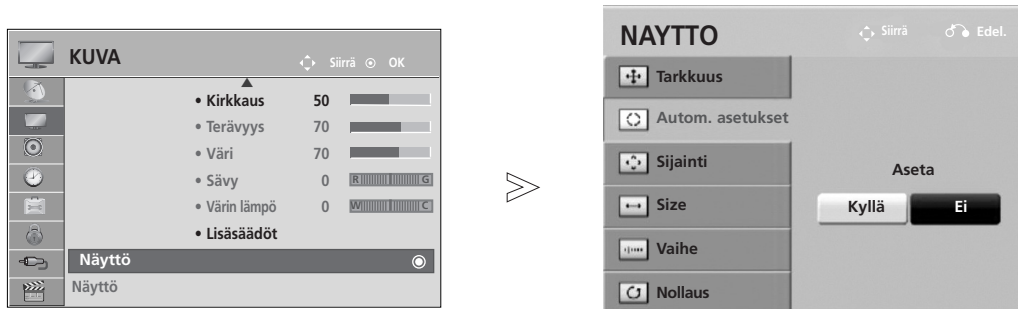 KUVA
Siirrä ⊙ OK
• Kirkkaus 50
• Terävyys 70
• Väri 70
• Sävy 0 R G
• Värin lämpö 0 W C
• Lisäsäädöt
Näyttö
Näyttö
NAYTTO
Siirrä Edel.
Tarkkuus
Autom. asetukset
Sijainti
Size
Vaihe
Nollaus
Aseta
Kyllä Ei